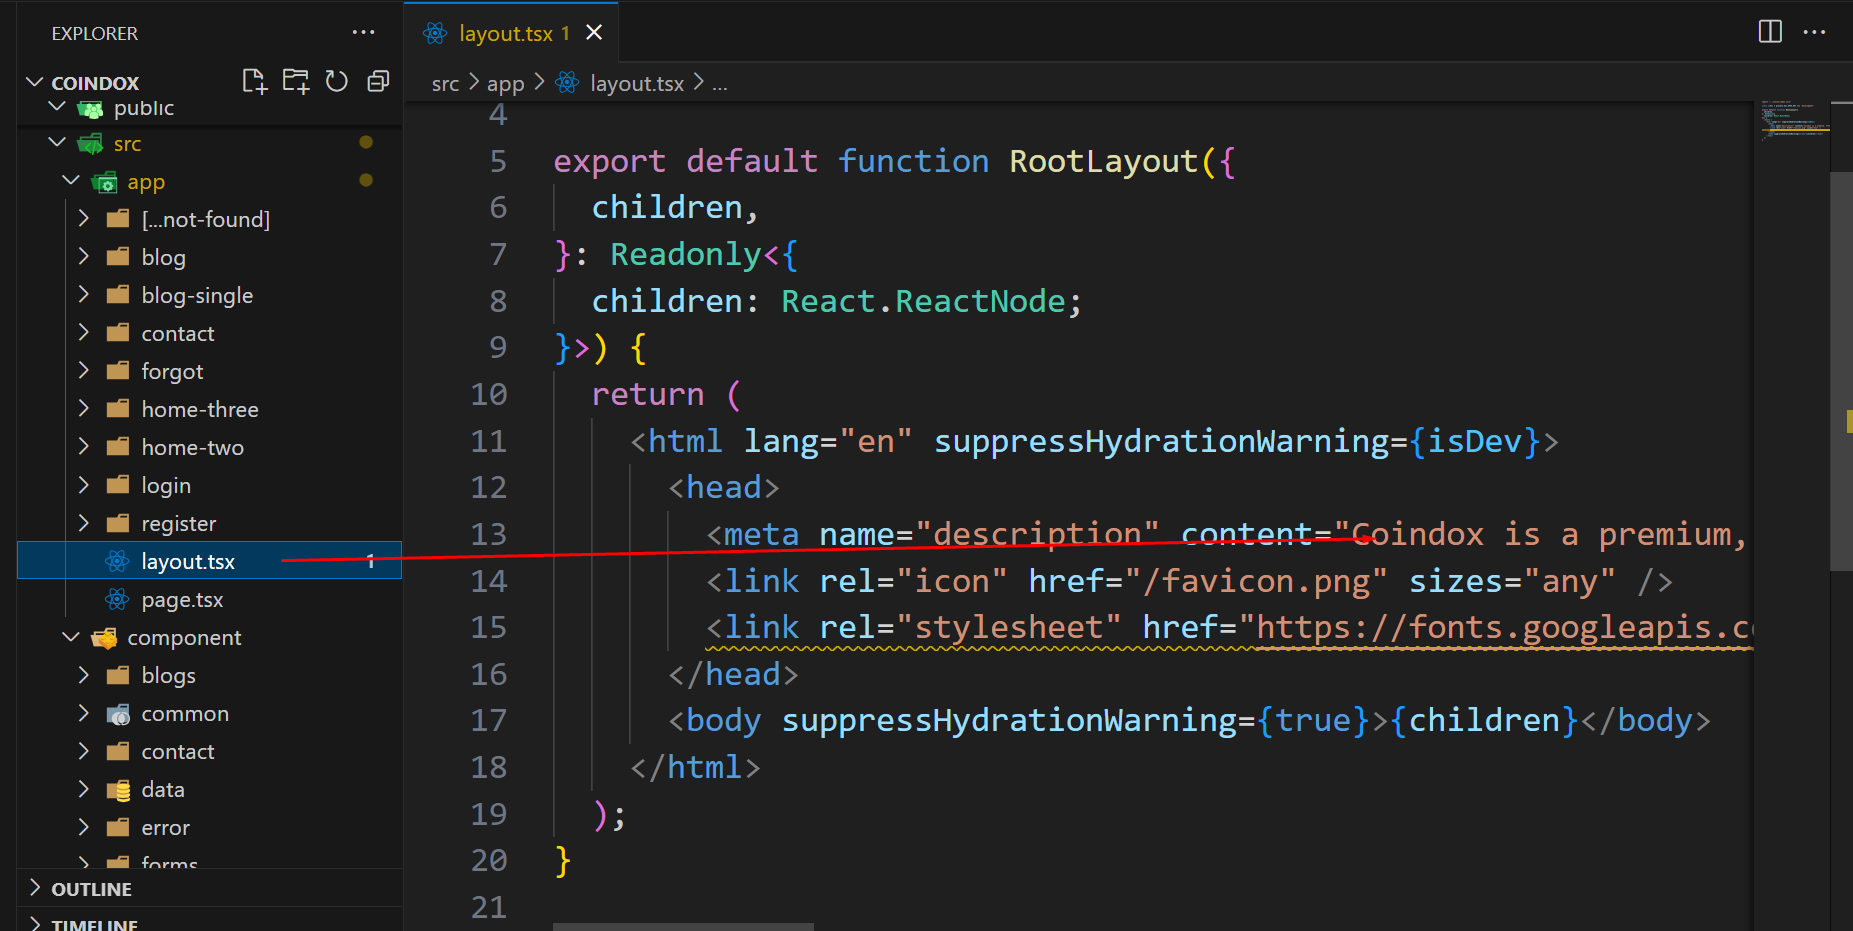 EXPLORER
COINDOX
public
src
app
[...not-found]
blog
blog-single
contact
forgot
home-three
home-two
login
register
layout.tsx 1
page.tsx
component
blogs
common
contact
data
error
forms
OUTLINE
TIMELINE
layout.tsx 1
src > app > layout.tsx > ...
4
5 export default function RootLayout({
6 children,
7 }: Readonly<{
8 children: React.ReactNode;
9 }>) {
10 return (
11 <html lang="en" suppressHydrationWarning={isDev}>
12 <head>
13 <meta name="description" content="Coindox is a premium,
14 <link rel="icon" href="/favicon.png" sizes="any" />
15 <link rel="stylesheet" href="https://fonts.googleapis.c
16 </head>
17 <body suppressHydrationWarning={true}>{children}</body>
18 </html>
19 );
20 }
21